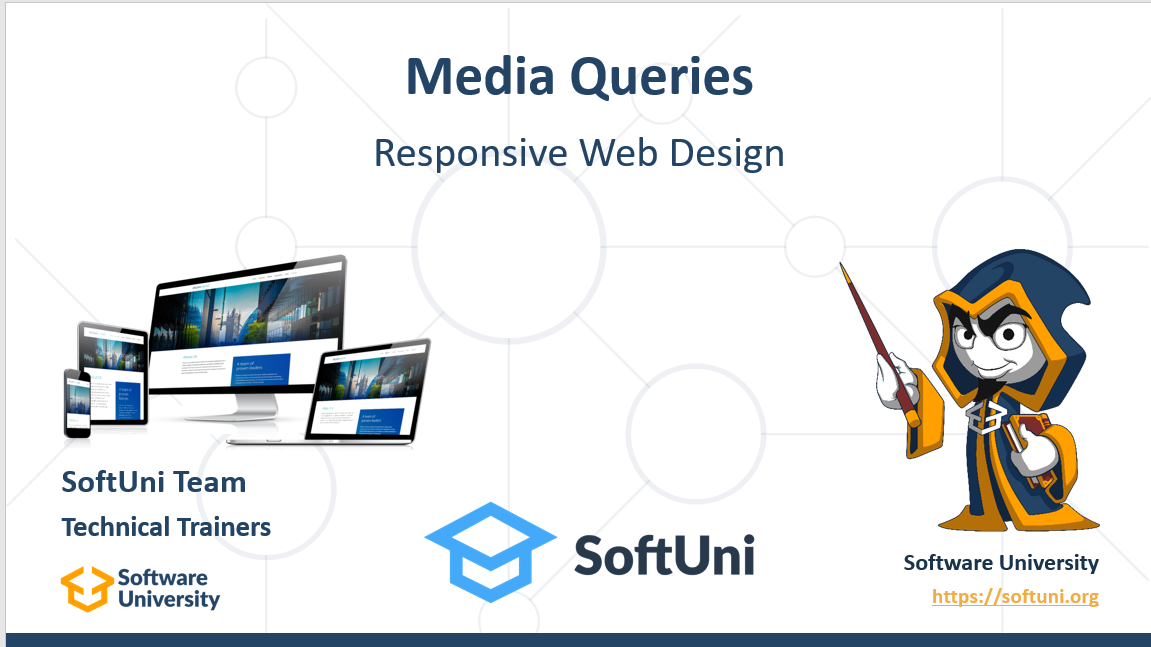 Media Queries
Responsive Web Design
SoftUni Team
Technical Trainers
Software
University
SoftUni
Software University
https://softuni.org